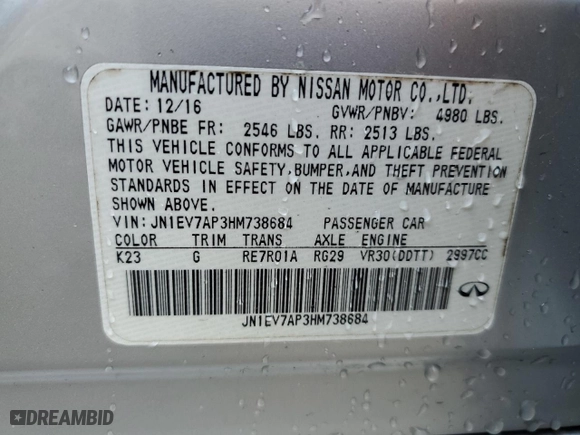 MANUFACTURED BY NISSAN MOTOR CO.,LTD.
DATE: 12/16 GVWR/PNBV: 4980 LBS.
GAWR/PNBE FR: 2546 LBS. RR: 2513 LBS.
THIS VEHICLE CONFORMS TO ALL APPLICABLE FEDERAL
MOTOR VEHICLE SAFETY,BUMPER,AND THEFT PREVENTION
STANDARDS IN EFFECT ON THE DATE OF MANUFACTURE
SHOWN ABOVE.
VIN: JN1EV7AP3HM738684 PASSENGER CAR
COLOR TRIM TRANS AXLE ENGINE
K23 G RE7R01A RG29 VR30(DDTT) 2997CC
JN1EV7AP3HM738684
DREAMBID